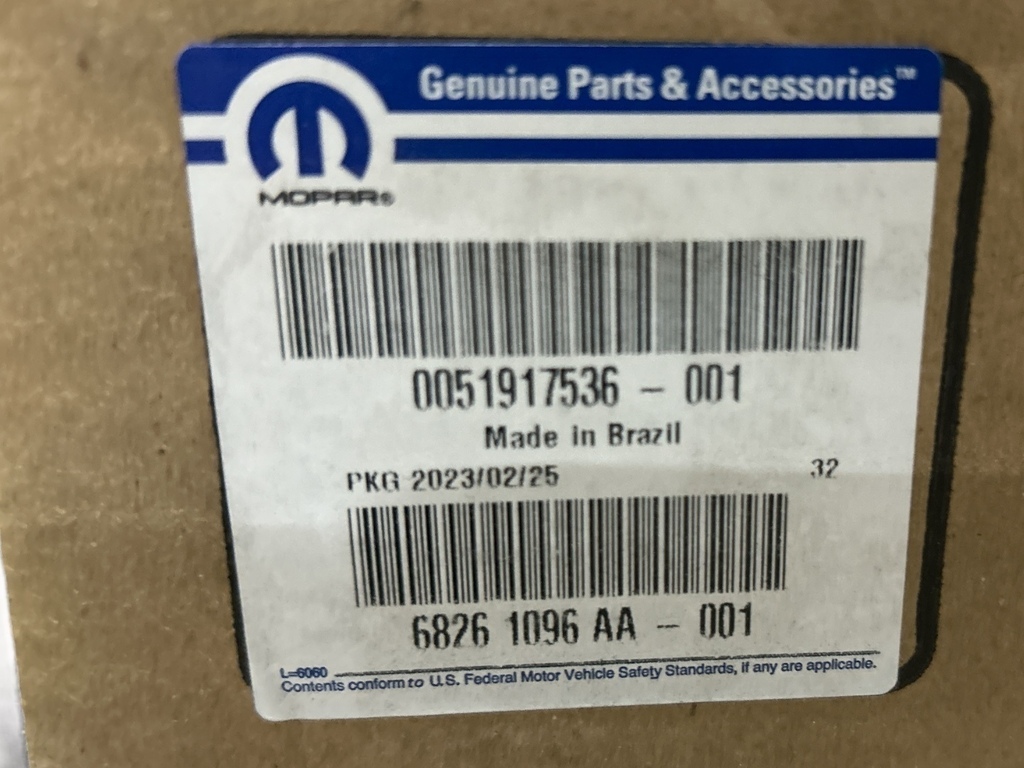 Genuine Parts & Accessories™
MOPAR®
0051917536 - 001
Made in Brazil
PKG 2023/02/25 32
6826 1096 AA - 001
L=6060
Contents conform to U.S. Federal Motor Vehicle Safety Standards, if any are applicable.